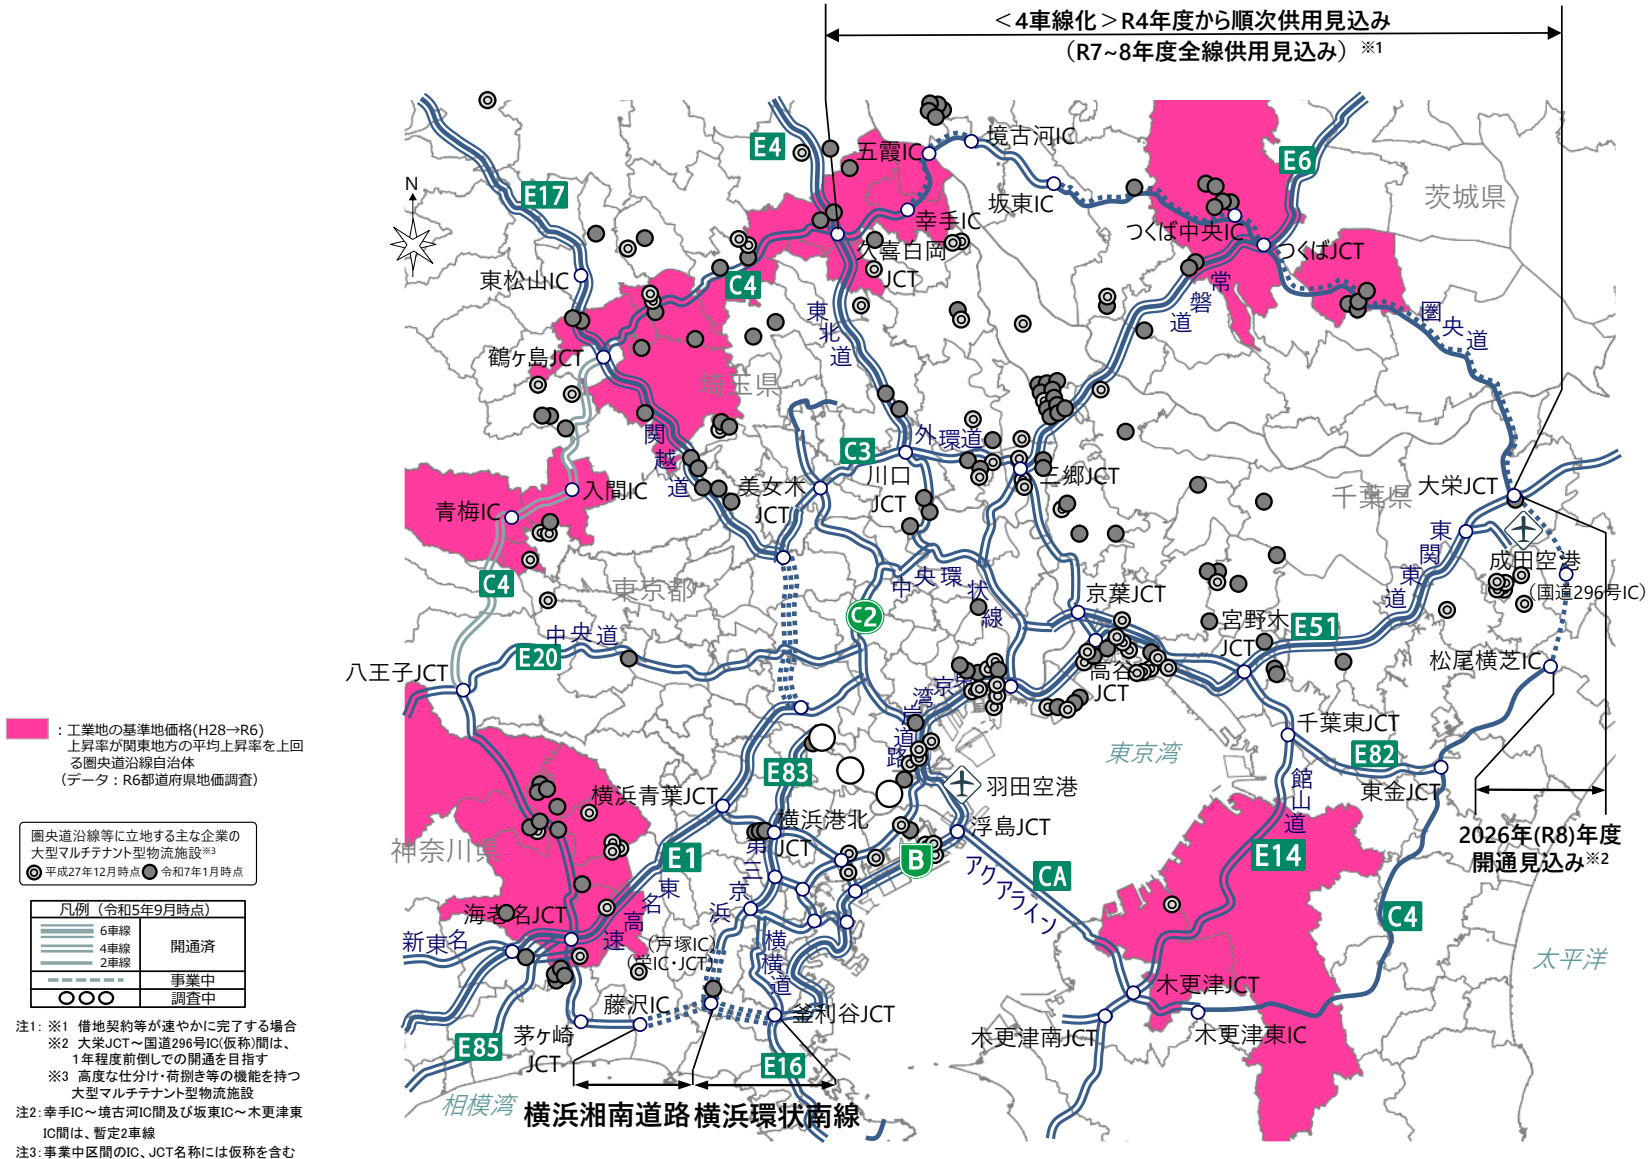 ＜4車線化＞R4年度から順次供用見込み
（R7~8年度全線供用見込み）※1
N
E17
E4
E6
五霞IC
境古河IC
坂東IC
幸手IC
久喜白岡
JCT
つくば中央IC
つくばJCT
茨城県
東松山IC
C4
鶴ヶ島JCT
埼玉県
東北道
常磐道
圏央道
関越道
C3
外環道
川口
JCT
美女木
JCT
三郷JCT
千葉県
大栄JCT
入間IC
青梅IC
C4
東京都
中央環状線
C2
京葉JCT
宮野木
JCT
E51
東関東道
成田空港
（国道296号IC）
松尾横芝IC
中央道
E20
八王子JCT
高谷
JCT
東京湾
湾岸道路
千葉東JCT
E82
東金JCT
館山道
E83
羽田空港
浮島JCT
横浜青葉JCT
横浜港北
JCT
第三京浜
E1
東名高速
B
アクアライン
CA
E14
2026年(R8)年度
開通見込み※2
神奈川県
海老名JCT
新東名
（戸塚IC）
（栄IC・JCT）
横横道
藤沢IC
茅ヶ崎
JCT
釜利谷JCT
E85
E16
C4
太平洋
木更津JCT
木更津南JCT
木更津東IC
相模湾
横浜湘南道路
横浜環状南線
：工業地の基準地価格(H28→R6)
上昇率が関東地方の平均上昇率を上回
る圏央道沿線自治体
（データ：R6都道府県地価調査）
圏央道沿線等に立地する主な企業の
大型マルチテナント型物流施設※3
平成27年12月時点 令和7年1月時点
凡例（令和5年9月時点）
6車線
4車線
2車線
開通済
事業中
調査中
注1：※1 借地契約等が速やかに完了する場合
※2 大栄JCT～国道296号IC(仮称)間は、
1年程度前倒しでの開通を目指す
※3 高度な仕分け・荷捌き等の機能を持つ
大型マルチテナント型物流施設
注2：幸手IC～境古河IC間及び坂東IC～木更津東
IC間は、暫定2車線
注3：事業中区間のIC、JCT名称には仮称を含む